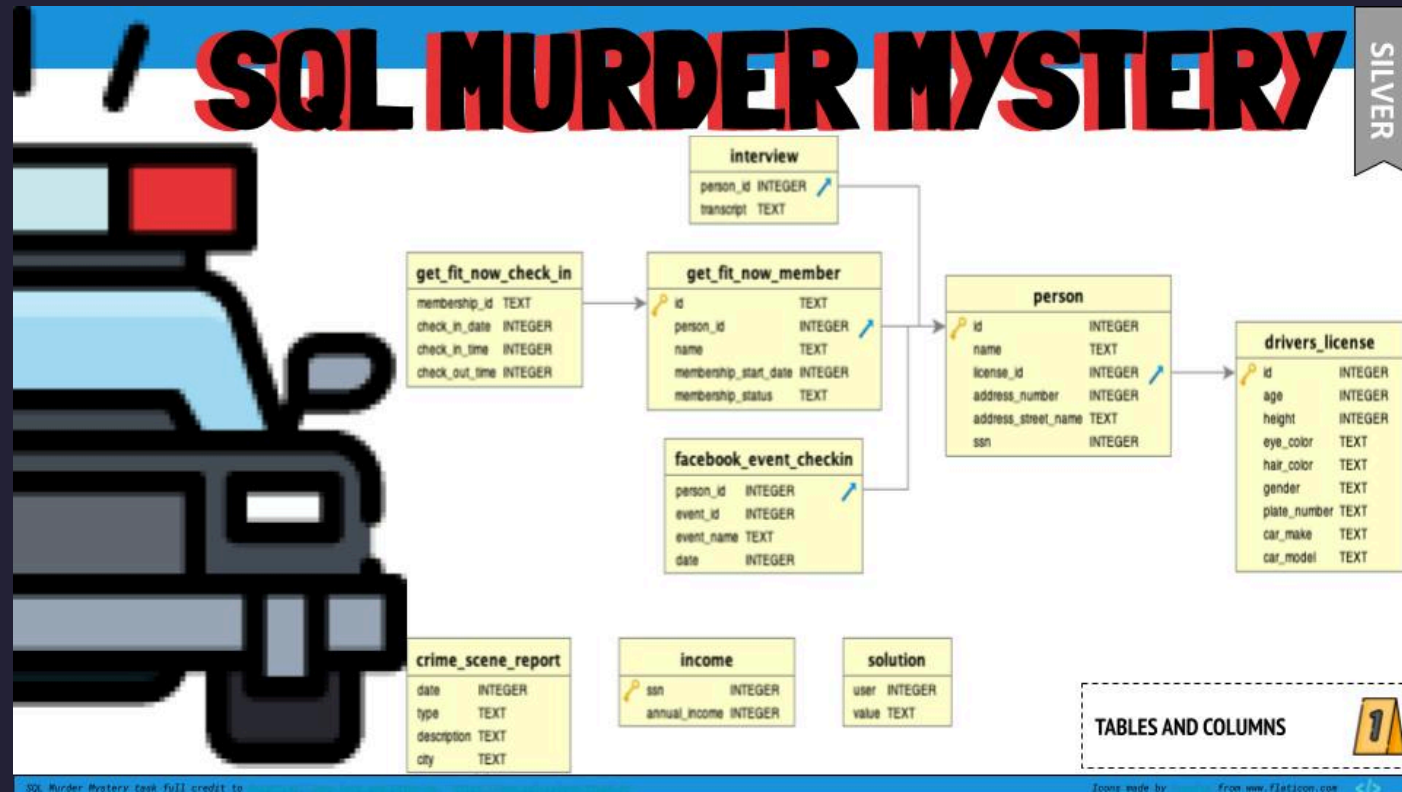 SQL MURDER MYSTERY
SILVER
interview
person_id INTEGER
transcript TEXT
get_fit_now_check_in
membership_id TEXT
check_in_date INTEGER
check_in_time INTEGER
check_out_time INTEGER
get_fit_now_member
id TEXT
person_id INTEGER
name TEXT
membership_start_date INTEGER
membership_status TEXT
person
id INTEGER
name TEXT
license_id INTEGER
address_number INTEGER
address_street_name TEXT
ssn INTEGER
drivers_license
id INTEGER
age INTEGER
height INTEGER
eye_color TEXT
hair_color TEXT
gender TEXT
plate_number TEXT
car_make TEXT
car_model TEXT
facebook_event_checkin
person_id INTEGER
event_id INTEGER
event_name TEXT
date INTEGER
crime_scene_report
date INTEGER
type TEXT
description TEXT
city TEXT
income
ssn INTEGER
annual_income INTEGER
solution
user INTEGER
value TEXT
TABLES AND COLUMNS
1
SQL Murder Mystery task full credit to
Icons made by from www.flaticon.com </>